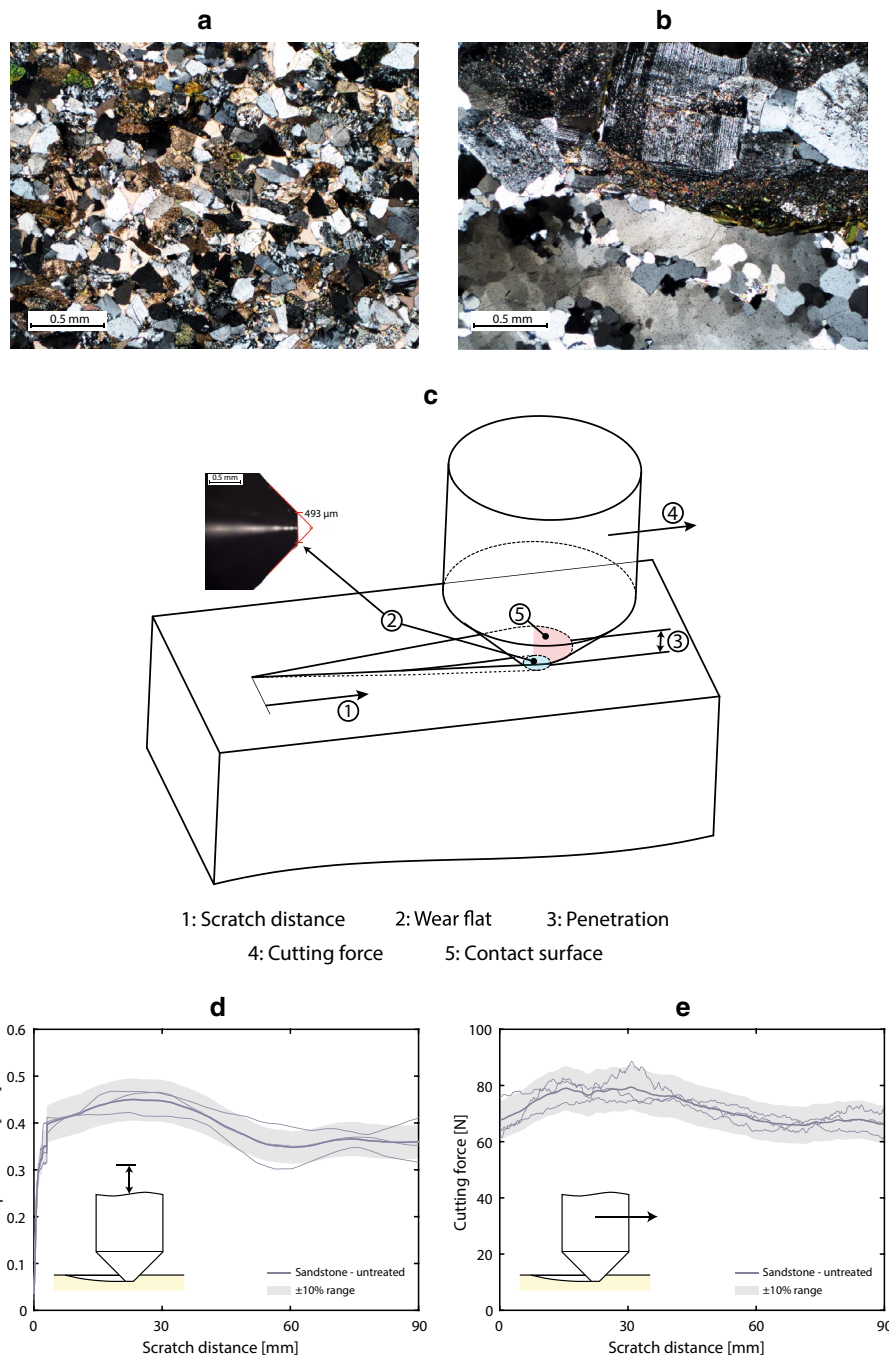 a
b
0.5 mm
0.5 mm
c
0.5 mm
493 µm
4
5
2
3
1
1: Scratch distance 2: Wear flat 3: Penetration
4: Cutting force 5: Contact surface
d
e
0.6
0.5
0.4
0.3
0.2
0.1
0
Sandstone - untreated
±10% range
0 30 60 90
Scratch distance [mm]
100
80
60
40
20
0
Cutting force [N]
Sandstone - untreated
±10% range
0 30 60 90
Scratch distance [mm]